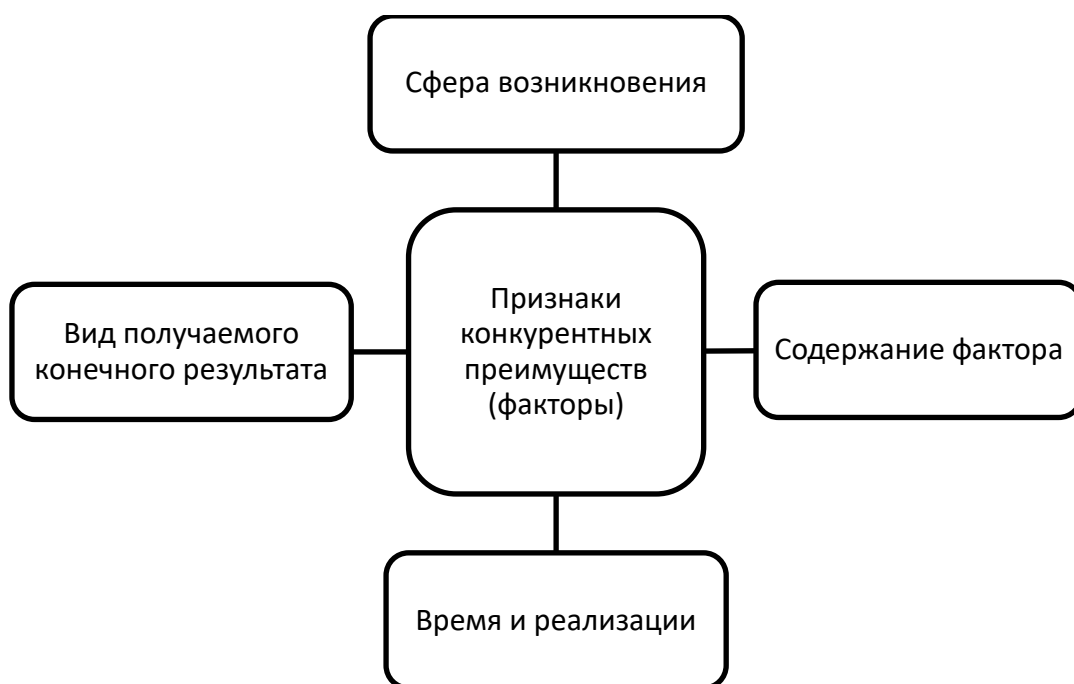 Сфера возникновения
Вид получаемого
конечного результата
Признаки
конкурентных
преимуществ
(факторы)
Содержание фактора
Время и реализации